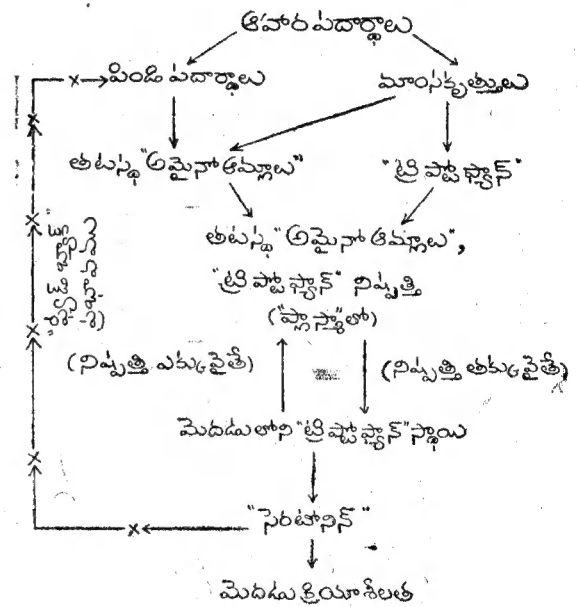 ఆహార పదార్థాలు
పిండి పదార్థాలు
మాంసకృత్తులు
తటస్థ "అమైనో ఆమ్లాలు"
"ట్రిప్టోఫ్యాన్"
తటస్థ "అమైనో ఆమ్లాలు",
"ట్రిప్టోఫ్యాన్" నిష్పత్తి
("ప్లాస్మా"లో)
(నిష్పత్తి ఎక్కువైతే)
(నిష్పత్తి తక్కువైతే)
మెదడులోని "ట్రిప్టోఫ్యాన్" స్థాయి
"సెరటోనిన్"
మెదడు క్రియాశీలత